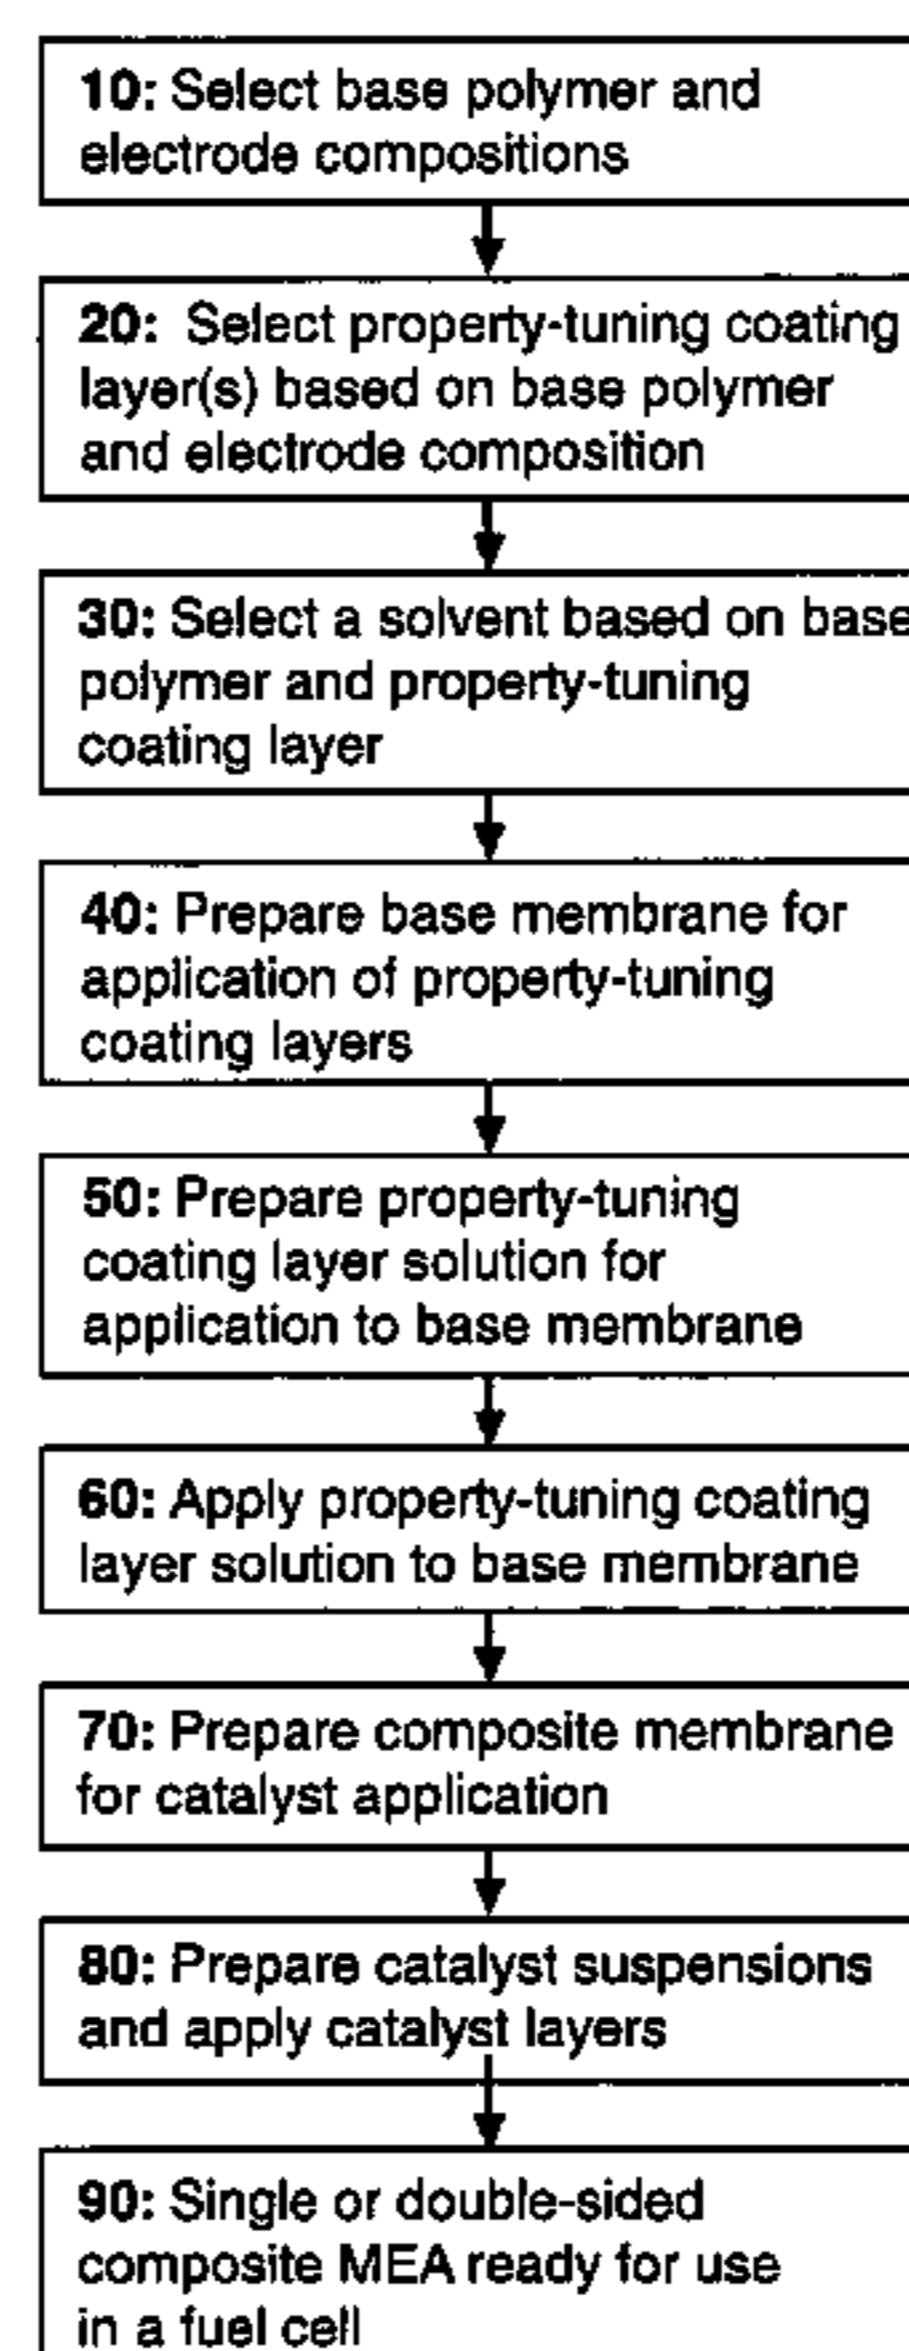 10: Select base polymer and
electrode compositions
20: Select property-tuning coating
layer(s) based on base polymer
and electrode composition
30: Select a solvent based on base
polymer and property-tuning
coating layer
40: Prepare base membrane for
application of property-tuning
coating layers
50: Prepare property-tuning
coating layer solution for
application to base membrane
60: Apply property-tuning coating
layer solution to base membrane
70: Prepare composite membrane
for catalyst application
80: Prepare catalyst suspensions
and apply catalyst layers
90: Single or double-sided
composite MEA ready for use
in a fuel cell